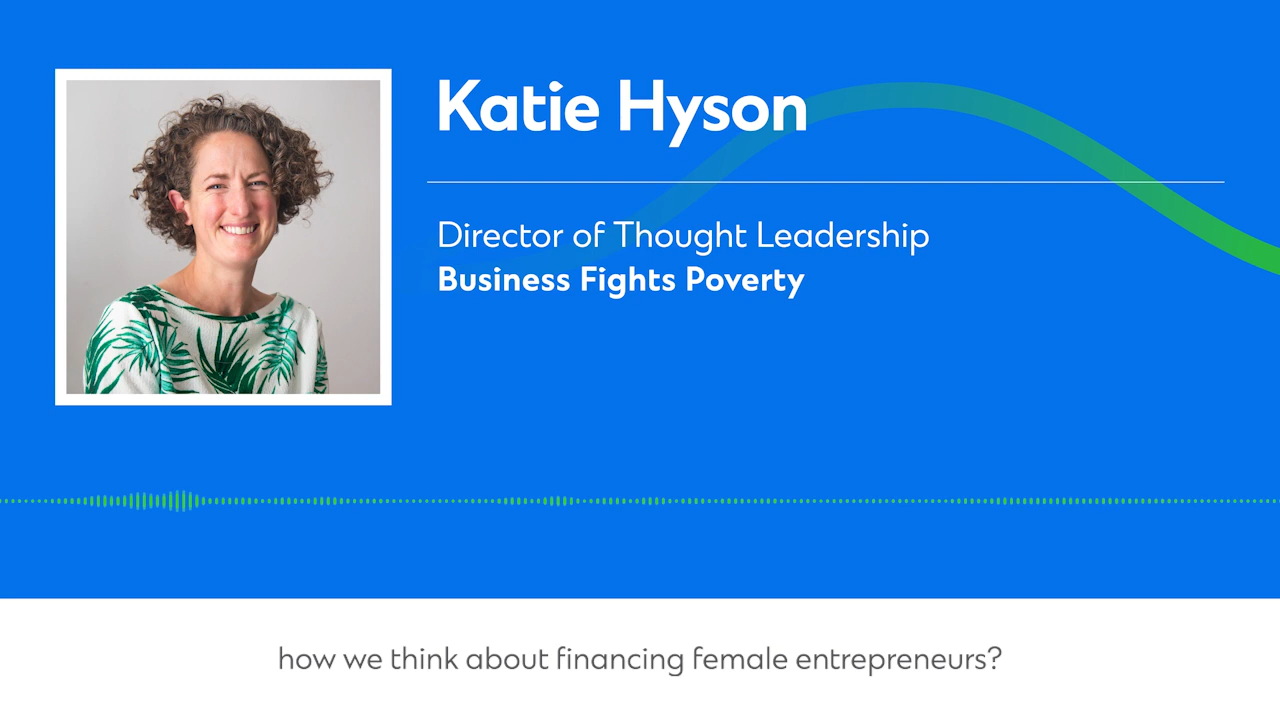 Katie Hyson
Director of Thought Leadership
Business Fights Poverty
how we think about financing female entrepreneurs?